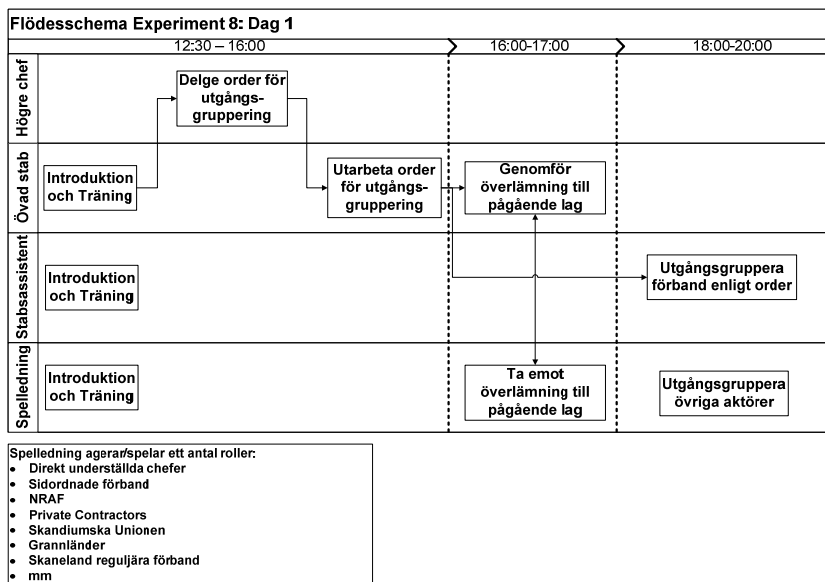 Flödesschema Experiment 8: Dag 1
12:30 – 16:00
16:00-17:00
18:00-20:00
Högre chef
Delge order för
utgångs-
gruppering
Övad stab
Introduktion
och Träning
Utarbeta order
för utgångs-
gruppering
Genomför
överlämning till
pågående lag
Stabsassistent
Introduktion
och Träning
Utgångsgruppera
förband enligt order
Spelledning
Introduktion
och Träning
Ta emot
överlämning till
pågående lag
Utgångsgruppera
övriga aktörer
Spelledning agerar/spelar ett antal roller:
• Direkt underställda chefer
• Sidordnade förband
• NRAF
• Private Contractors
• Skandiumska Unionen
• Grannländer
• Skaneland reguljära förband
• mm